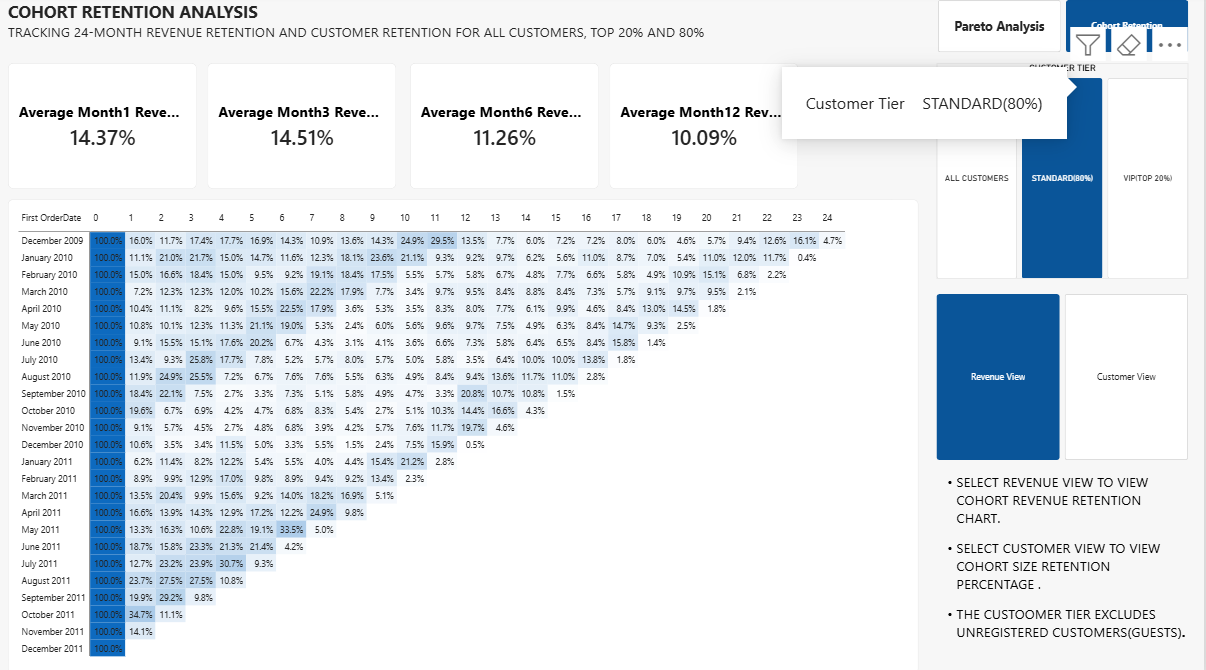 COHORT RETENTION ANALYSIS
TRACKING 24-MONTH REVENUE RETENTION AND CUSTOMER RETENTION FOR ALL CUSTOMERS, TOP 20% AND 80%
Pareto Analysis
Cohort Retention
CUSTOMER TIER
Customer Tier STANDARD(80%)
Average Month1 Reve...
14.37%
Average Month3 Reve...
14.51%
Average Month6 Reve...
11.26%
Average Month12 Rev...
10.09%
ALL CUSTOMERS
STANDARD(80%)
VIP(TOP 20%)
First OrderDate 0 1 2 3 4 5 6 7 8 9 10 11 12 13 14 15 16 17 18 19 20 21 22 23 24
December 2009 100.0% 16.0% 11.7% 17.4% 17.7% 16.9% 14.3% 10.9% 13.6% 14.3% 24.9% 29.5% 13.5% 7.7% 6.0% 7.2% 7.2% 8.0% 6.0% 4.6% 5.7% 9.4% 12.6% 16.1% 4.7%
January 2010 100.0% 11.1% 21.0% 21.7% 15.0% 14.7% 11.6% 12.3% 18.1% 23.6% 21.1% 9.3% 9.2% 9.7% 6.2% 5.6% 11.0% 8.7% 7.0% 5.4% 11.0% 12.0% 11.7% 0.4%
February 2010 100.0% 15.0% 16.6% 18.4% 15.0% 9.5% 9.2% 19.1% 18.4% 17.5% 5.5% 5.7% 5.8% 6.7% 4.8% 7.7% 6.6% 5.8% 4.9% 10.9% 15.1% 6.8% 2.2%
March 2010 100.0% 7.2% 12.3% 12.3% 12.0% 10.2% 15.6% 22.2% 17.9% 7.7% 3.4% 9.7% 9.5% 8.4% 8.8% 8.4% 7.3% 5.7% 9.1% 9.7% 9.5% 2.1%
April 2010 100.0% 10.4% 11.1% 8.2% 9.6% 15.5% 22.5% 17.9% 3.6% 5.3% 3.5% 8.3% 8.0% 7.7% 6.1% 9.9% 4.6% 8.4% 13.0% 14.5% 1.8%
May 2010 100.0% 10.8% 10.1% 12.3% 11.3% 21.1% 19.0% 5.3% 2.4% 6.0% 5.6% 9.6% 9.7% 7.5% 4.9% 6.3% 8.4% 14.7% 9.3% 2.5%
June 2010 100.0% 9.1% 15.5% 15.1% 17.6% 20.2% 6.7% 4.3% 3.1% 4.1% 3.6% 6.6% 7.3% 5.8% 6.4% 6.5% 8.4% 15.8% 1.4%
July 2010 100.0% 13.4% 9.3% 25.8% 17.7% 7.8% 5.2% 5.7% 8.0% 5.7% 5.0% 5.8% 3.5% 6.4% 10.0% 10.0% 13.8% 1.8%
August 2010 100.0% 11.9% 24.9% 25.5% 7.2% 6.7% 7.6% 7.6% 5.5% 6.3% 4.9% 8.4% 9.4% 13.6% 11.7% 11.0% 2.8%
September 2010 100.0% 18.4% 22.1% 7.5% 2.7% 3.3% 7.3% 5.1% 5.8% 4.9% 4.7% 3.3% 20.8% 10.7% 10.8% 1.5%
October 2010 100.0% 19.6% 6.7% 6.9% 4.2% 4.7% 6.8% 8.3% 5.4% 2.7% 5.1% 10.3% 14.4% 16.6% 4.3%
November 2010 100.0% 9.1% 5.7% 4.5% 2.7% 4.8% 6.8% 3.9% 4.2% 5.7% 7.6% 11.7% 19.7% 4.6%
December 2010 100.0% 10.6% 3.5% 3.4% 11.5% 5.0% 3.3% 5.5% 1.5% 2.4% 7.5% 15.9% 0.5%
January 2011 100.0% 6.2% 11.4% 8.2% 12.2% 5.4% 5.5% 4.0% 4.4% 15.4% 21.2% 2.8%
February 2011 100.0% 8.9% 9.9% 12.9% 17.0% 9.8% 8.9% 9.4% 9.2% 13.4% 2.3%
March 2011 100.0% 13.5% 20.4% 9.9% 15.6% 9.2% 14.0% 18.2% 16.9% 5.1%
April 2011 100.0% 16.6% 13.9% 14.3% 12.9% 17.2% 12.2% 24.9% 9.8%
May 2011 100.0% 13.3% 16.3% 10.6% 22.8% 19.1% 33.5% 5.0%
June 2011 100.0% 18.7% 15.8% 23.3% 21.3% 21.4% 4.2%
July 2011 100.0% 12.7% 23.2% 23.9% 30.7% 9.3%
August 2011 100.0% 23.7% 27.5% 27.5% 10.8%
September 2011 100.0% 19.9% 29.2% 9.8%
October 2011 100.0% 34.7% 11.1%
November 2011 100.0% 14.1%
December 2011 100.0%
Revenue View
Customer View
• SELECT REVENUE VIEW TO VIEW
COHORT REVENUE RETENTION
CHART.
• SELECT CUSTOMER VIEW TO VIEW
COHORT SIZE RETENTION
PERCENTAGE .
• THE CUSTOOMER TIER EXCLUDES
UNREGISTERED CUSTOMERS(GUESTS).